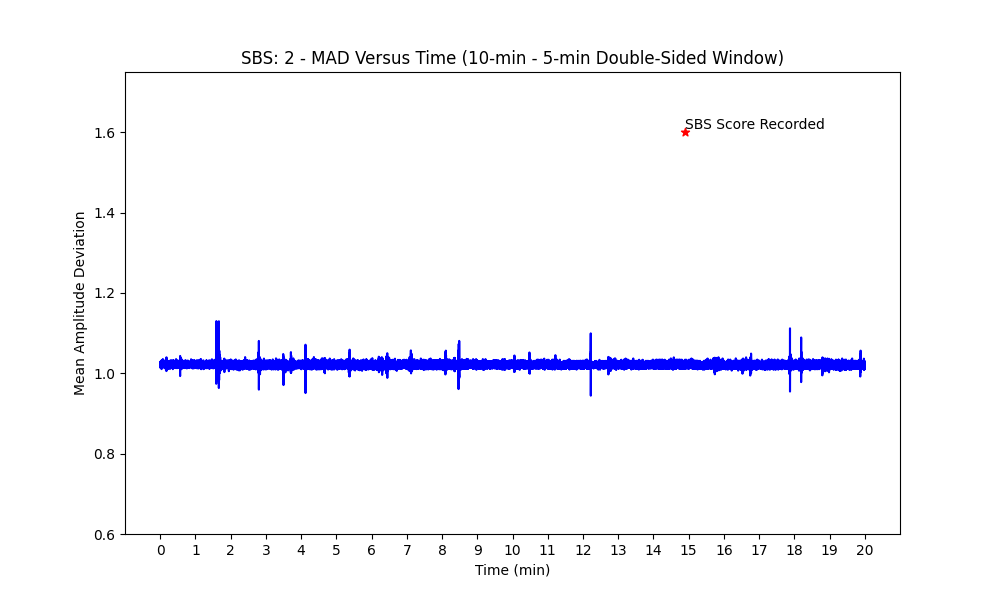 SBS: 2 - MAD Versus Time (10-min - 5-min Double-Sided Window)
SBS Score Recorded
Mean Amplitude Deviation
1.6
1.4
1.2
1.0
0.8
0.6
0 1 2 3 4 5 6 7 8 9 10 11 12 13 14 15 16 17 18 19 20
Time (min)